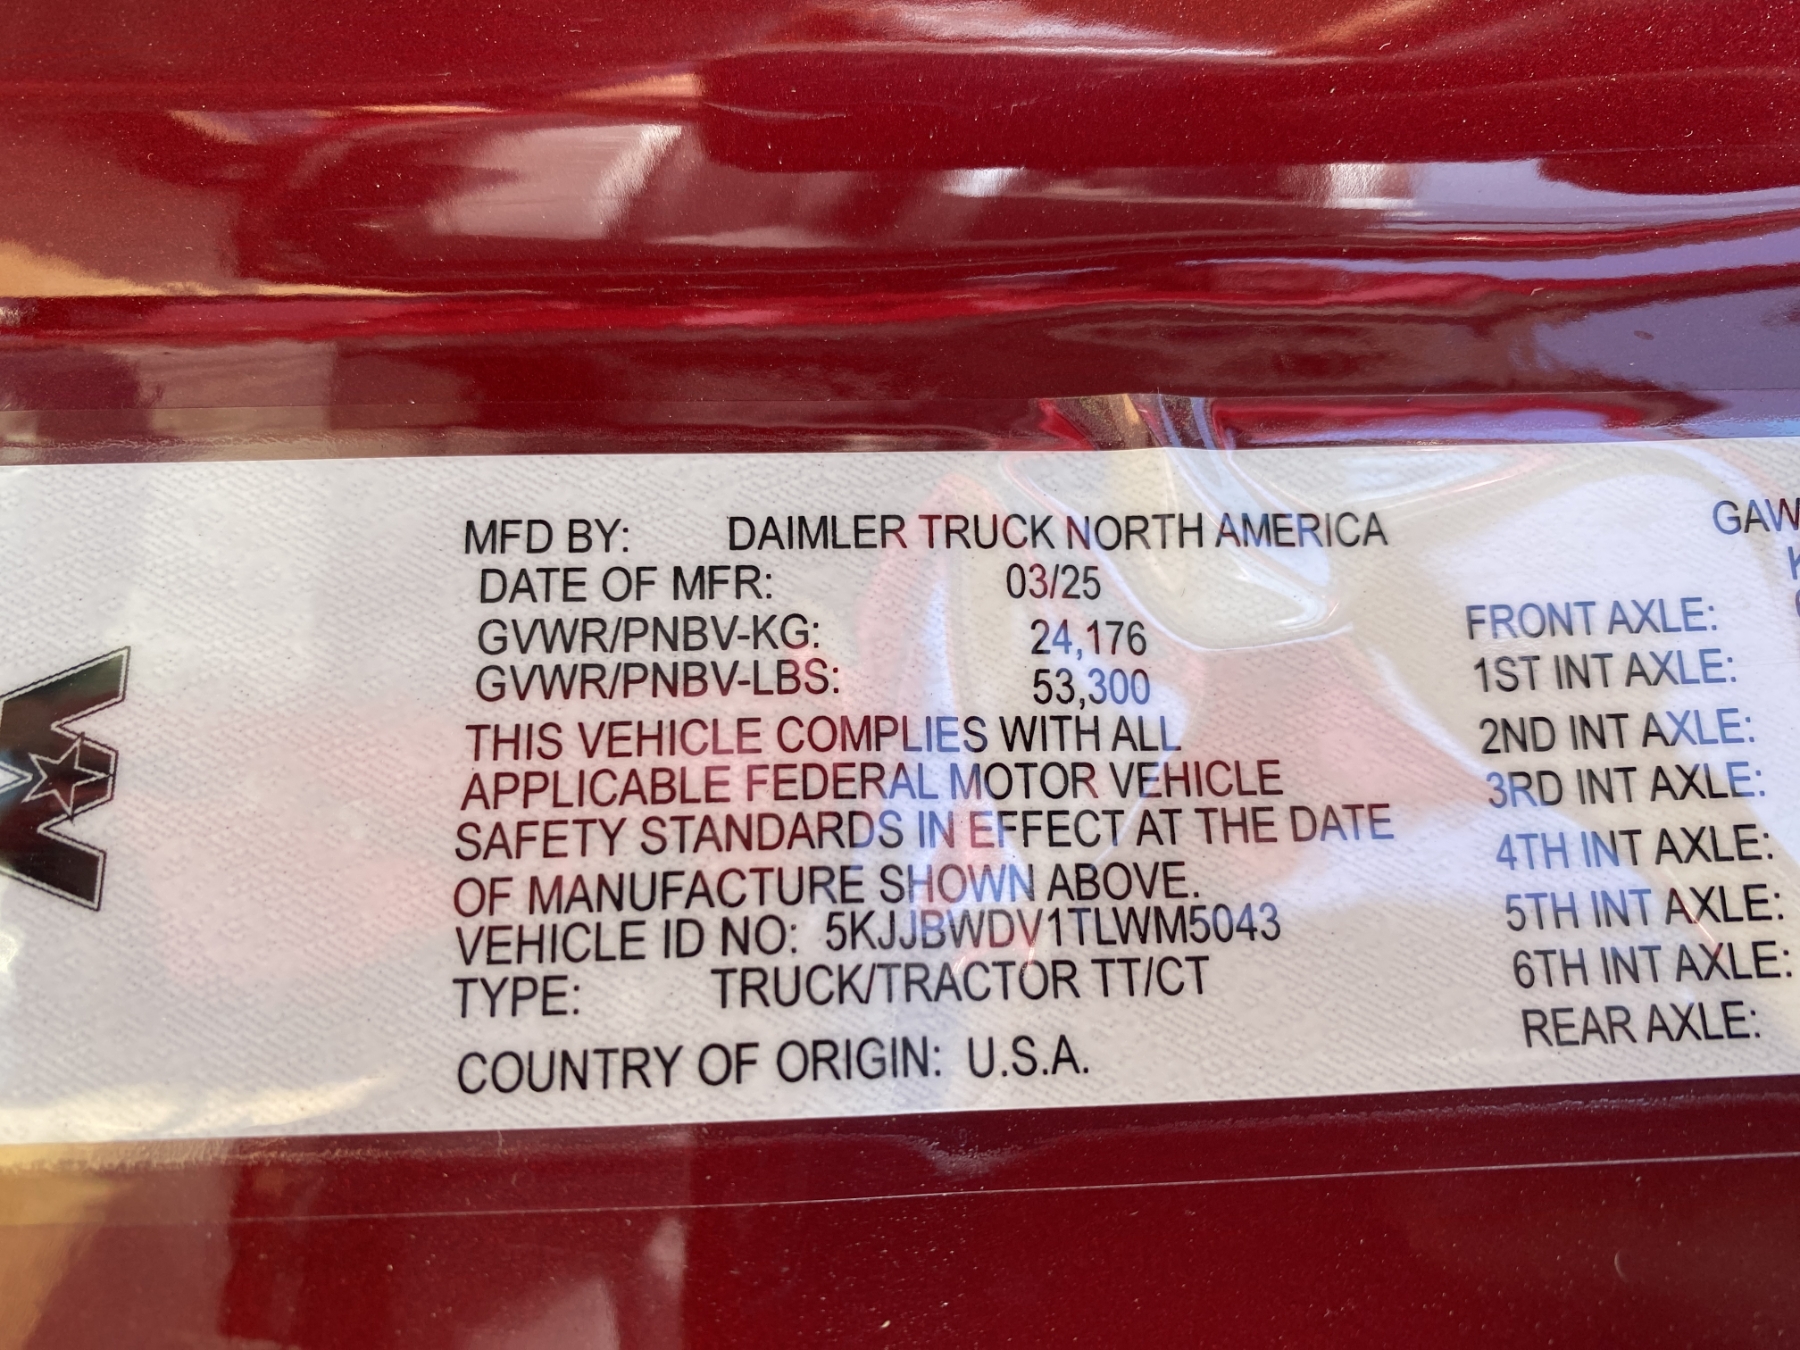 MFD BY: DAIMLER TRUCK NORTH AMERICA
DATE OF MFR: 03/25
GVWR/PNBV-KG: 24,176
GVWR/PNBV-LBS: 53,300
THIS VEHICLE COMPLIES WITH ALL
APPLICABLE FEDERAL MOTOR VEHICLE
SAFETY STANDARDS IN EFFECT AT THE DATE
OF MANUFACTURE SHOWN ABOVE.
VEHICLE ID NO: 5KJJBWDV1TLWM5043
TYPE: TRUCK/TRACTOR TT/CT
COUNTRY OF ORIGIN: U.S.A.
GAW
FRONT AXLE:
1ST INT AXLE:
2ND INT AXLE:
3RD INT AXLE:
4TH INT AXLE:
5TH INT AXLE:
6TH INT AXLE:
REAR AXLE: